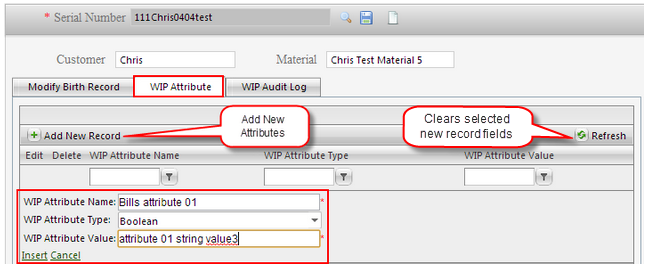 * Serial Number 111Chris0404test
Customer Chris Material Chris Test Material 5
Modify Birth Record WIP Attribute WIP Audit Log
Add New Record
Add New
Attributes
Clears selected
new record fields
Refresh
Edit Delete WIP Attribute Name WIP Attribute Type WIP Attribute Value
WIP Attribute Name: Bills attribute 01 *
WIP Attribute Type: Boolean
WIP Attribute Value: attribute 01 string value3 *
Insert Cancel